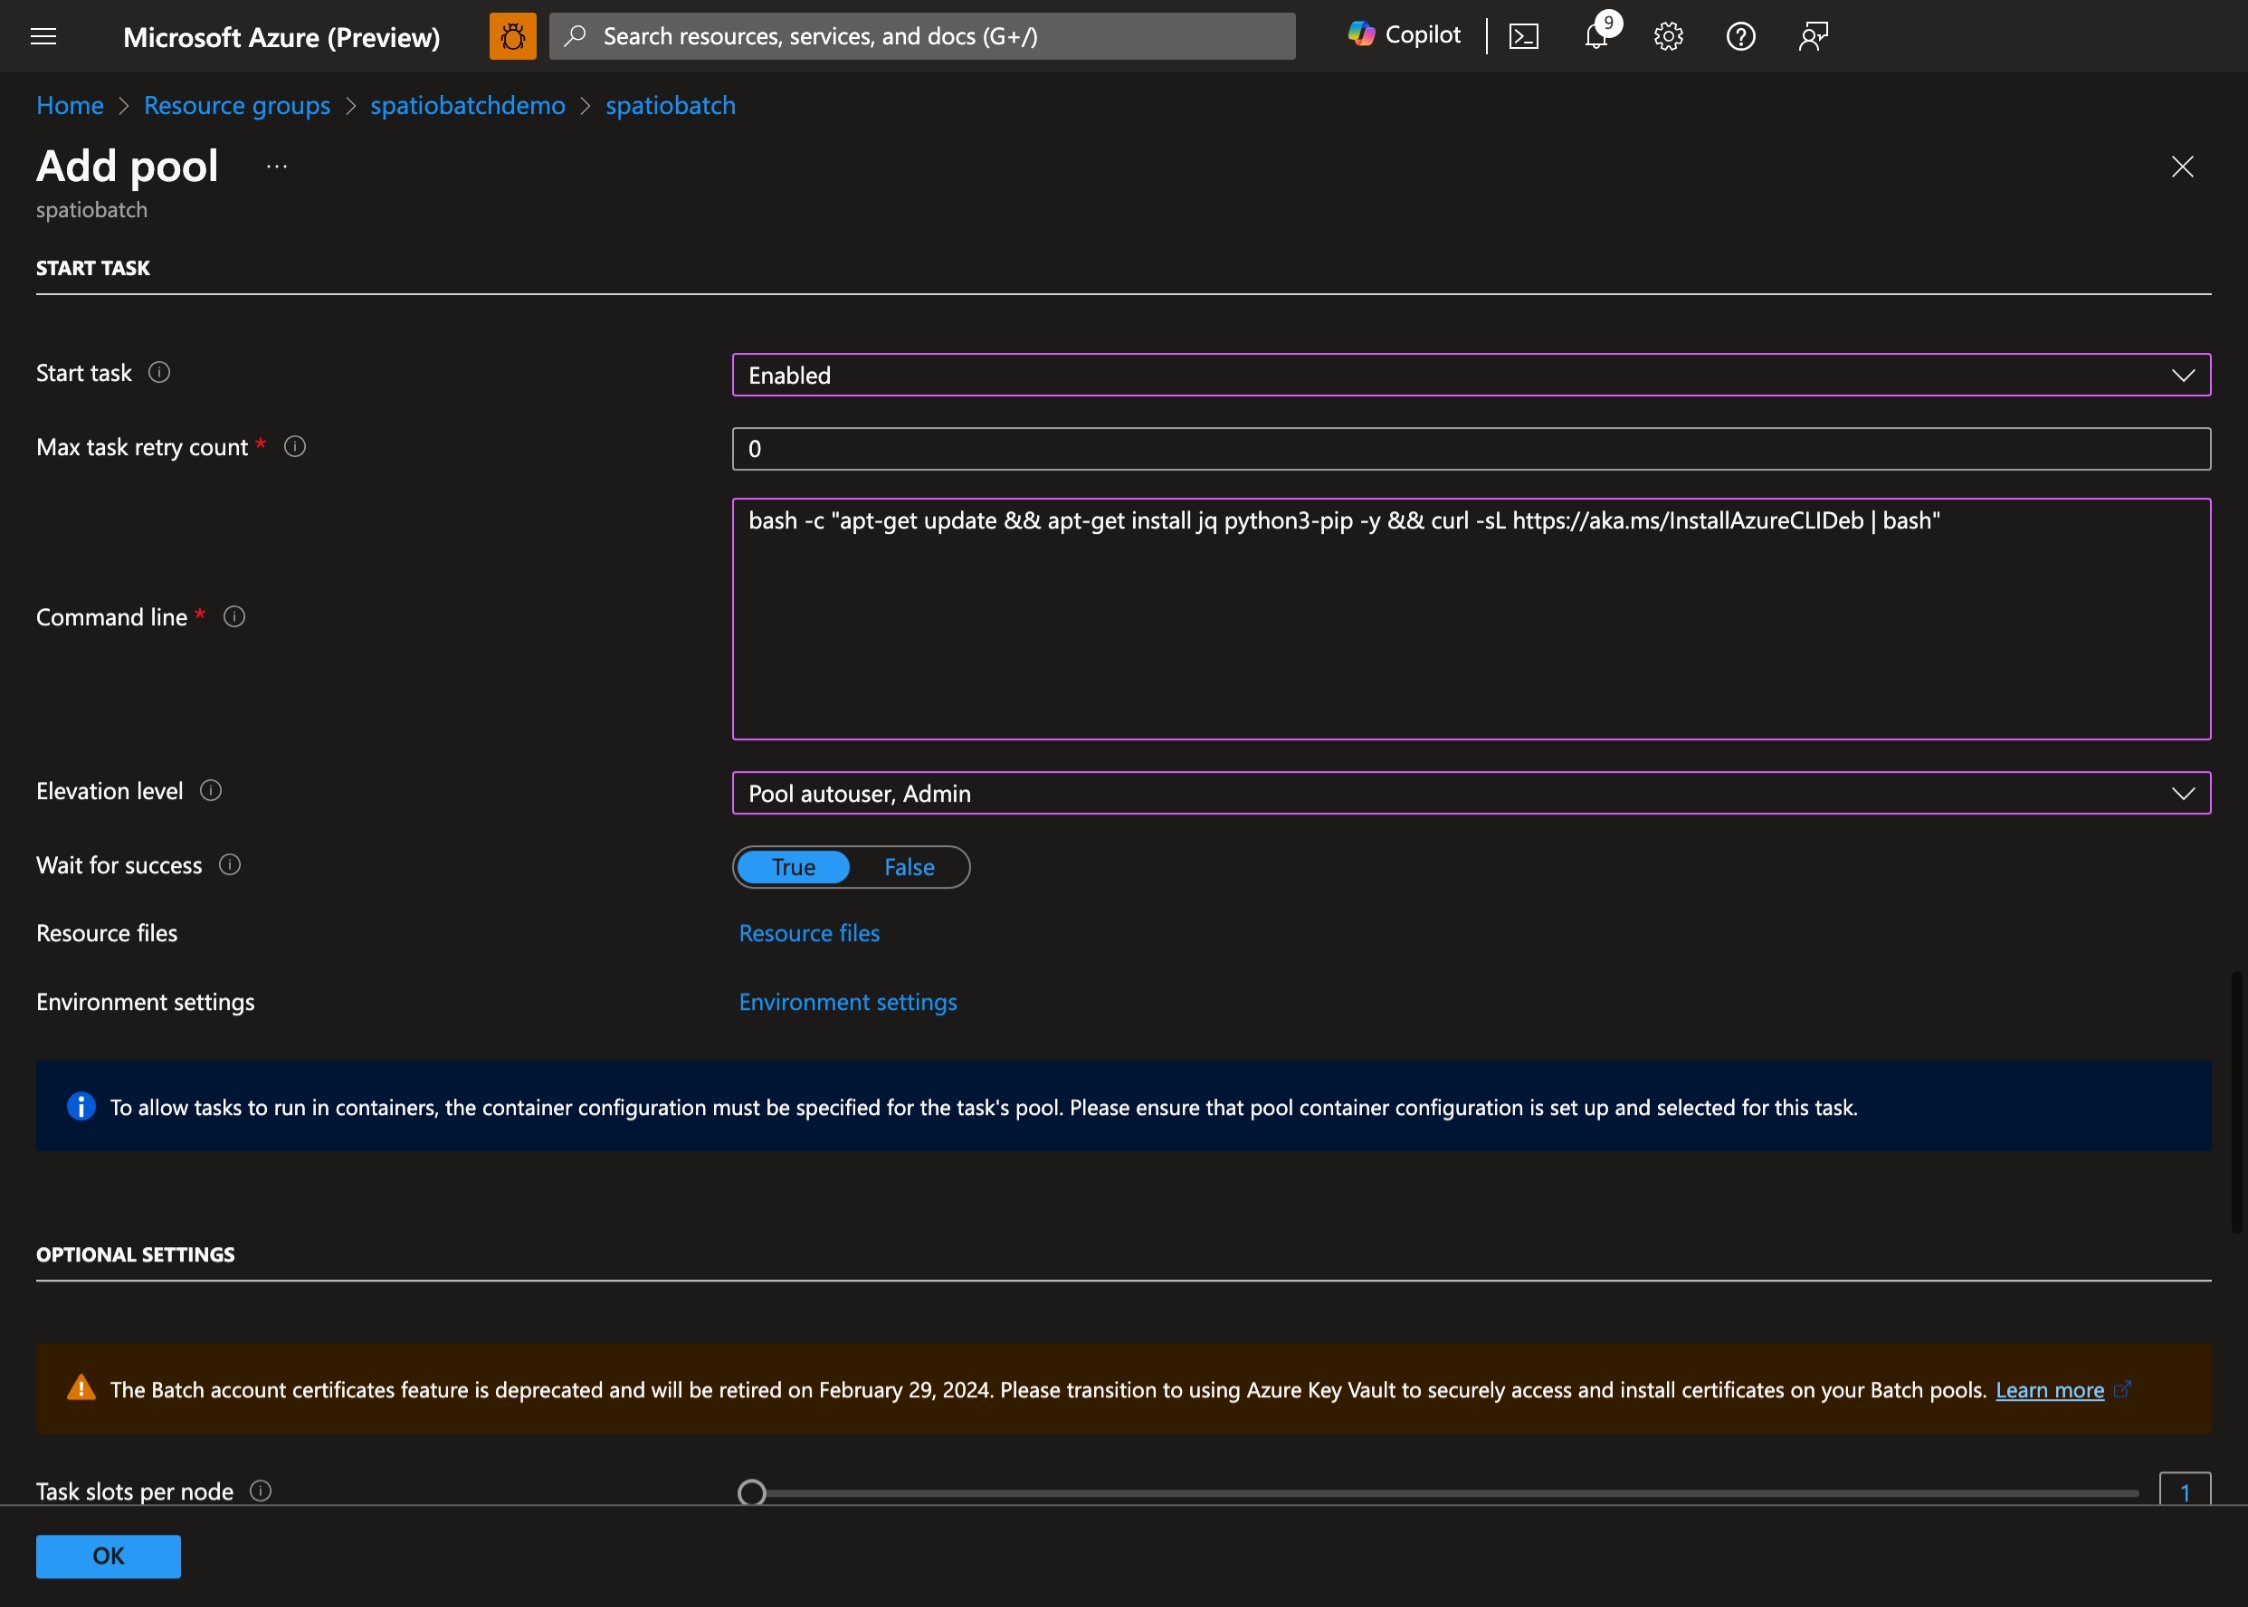 Microsoft Azure (Preview)
Search resources, services, and docs (G+/)
Copilot
9
Home > Resource groups > spatiobatchdemo > spatiobatch
Add pool ...
spatiobatch
START TASK
Start task
Enabled
Max task retry count *
0
Command line *
bash -c "apt-get update && apt-get install jq python3-pip -y && curl -sL https://aka.ms/InstallAzureCLIDeb | bash"
Elevation level
Pool autouser, Admin
Wait for success
True False
Resource files
Resource files
Environment settings
Environment settings
To allow tasks to run in containers, the container configuration must be specified for the task's pool. Please ensure that pool container configuration is set up and selected for this task.
OPTIONAL SETTINGS
The Batch account certificates feature is deprecated and will be retired on February 29, 2024. Please transition to using Azure Key Vault to securely access and install certificates on your Batch pools. Learn more
Task slots per node
1
OK